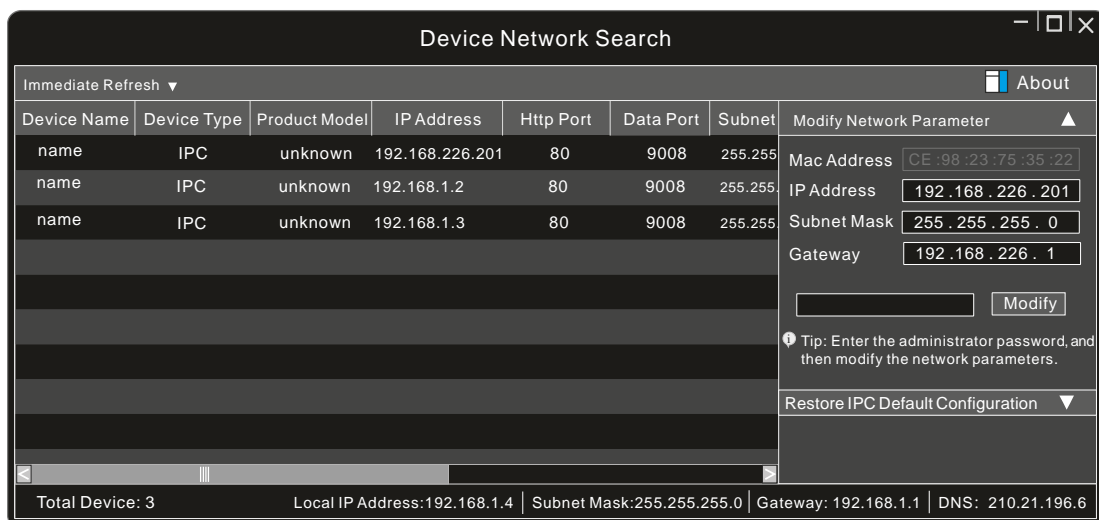 Device Network Search
Immediate Refresh ▼
About
Device Name Device Type Product Model IP Address Http Port Data Port Subnet
name IPC unknown 192.168.226.201 80 9008 255.255
name IPC unknown 192.168.1.2 80 9008 255.255.
name IPC unknown 192.168.1.3 80 9008 255.255.
Modify Network Parameter ▲
Mac Address CE :98 :23 :75 :35 :22
IP Address 192 .168 . 226 . 201
Subnet Mask 255 . 255 . 255 . 0
Gateway 192 .168 . 226 . 1
Modify
Tip: Enter the administrator password, and
then modify the network parameters.
Restore IPC Default Configuration ▼
Total Device: 3 Local IP Address:192.168.1.4 Subnet Mask:255.255.255.0 Gateway: 192.168.1.1 DNS: 210.21.196.6